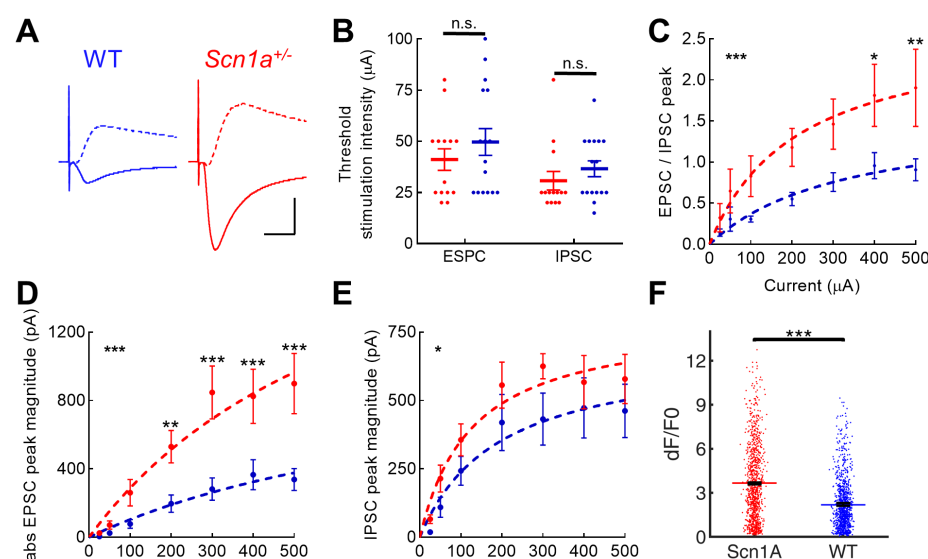 A
WT
Scn1a+/-
B
n.s.
n.s.
Threshold
stimulation intensity (μA)
100
75
50
25
0
ESPC
IPSC
C
***
*
**
EPSC / IPSC peak
2.5
2.0
1.5
1.0
0.5
0.0
0 100 200 300 400 500
Current (μA)
D
abs EPSC peak magnitude (pA)
1200
800
400
0
***
**
***
***
***
0 100 200 300 400 500
E
IPSC peak magnitude (pA)
750
500
250
0
*
0 100 200 300 400 500
F
***
dF/F0
12
9
6
3
0
Scn1A
WT